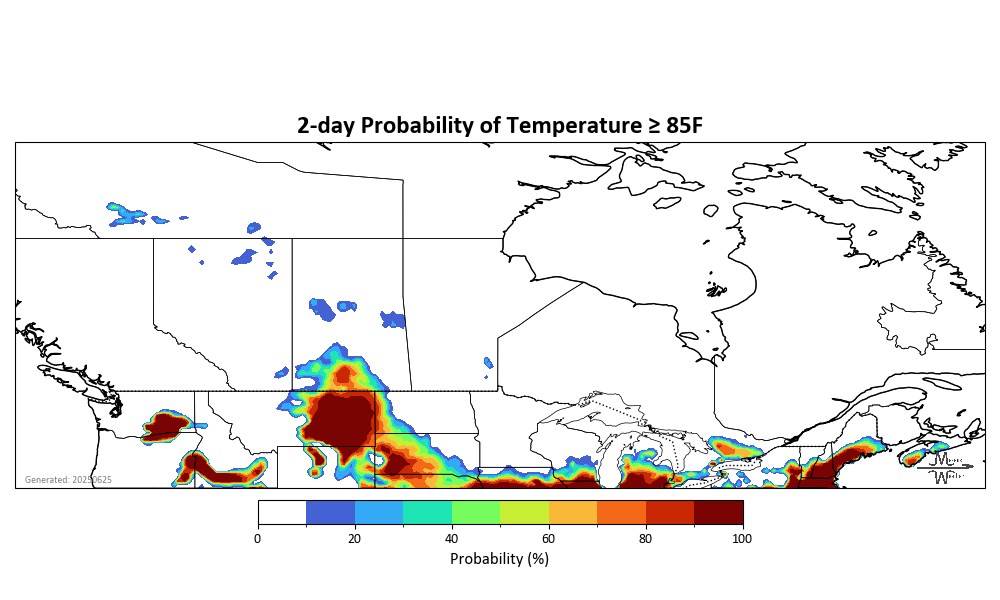 2-day Probability of Temperature ≥ 85F
Generated: 20250625
0 20 40 60 80 100
Probability (%)